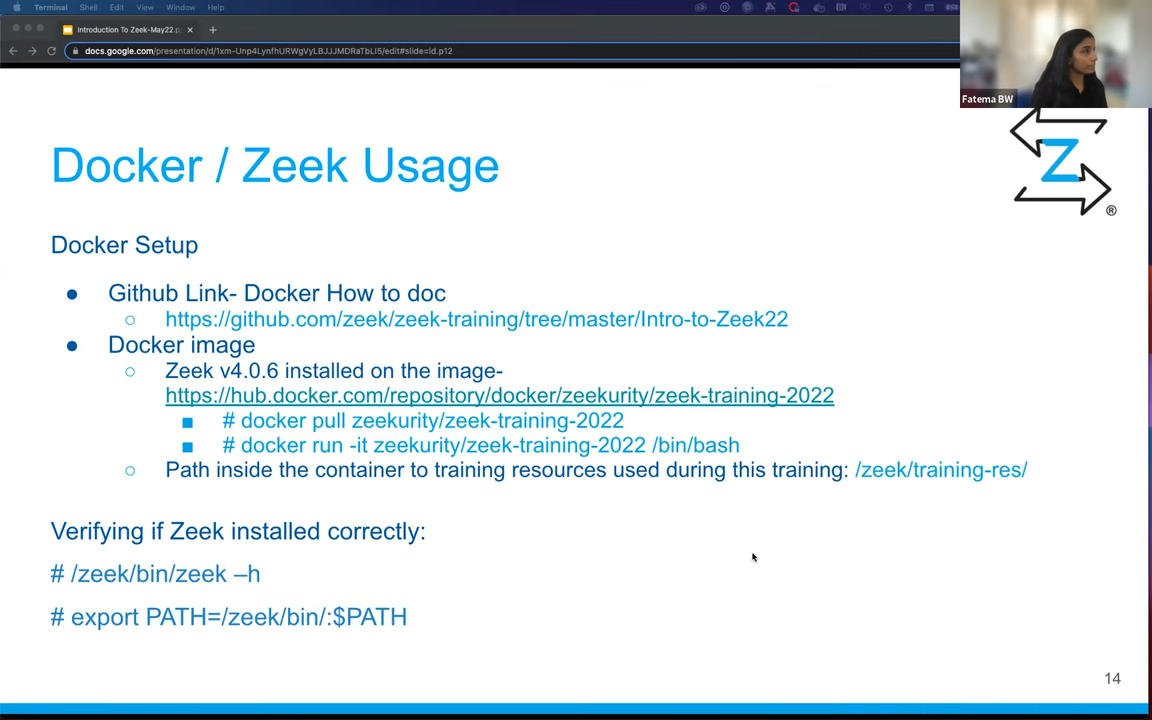 Terminal Shell Edit View Window Help
Introduction To Zeek-May22.p
docs.google.com/presentation/d/1xm-Unp4LynfhURWgVyLBJJJMDRaTbLI5/edit#slide=id.p12
Fatema BW
Docker / Zeek Usage
Z
®
Docker Setup
● Github Link- Docker How to doc
○ https://github.com/zeek/zeek-training/tree/master/Intro-to-Zeek22
● Docker image
○ Zeek v4.0.6 installed on the image-
https://hub.docker.com/repository/docker/zeekurity/zeek-training-2022
■ # docker pull zeekurity/zeek-training-2022
■ # docker run -it zeekurity/zeek-training-2022 /bin/bash
○ Path inside the container to training resources used during this training: /zeek/training-res/
Verifying if Zeek installed correctly:
# /zeek/bin/zeek –h
# export PATH=/zeek/bin/:$PATH
14